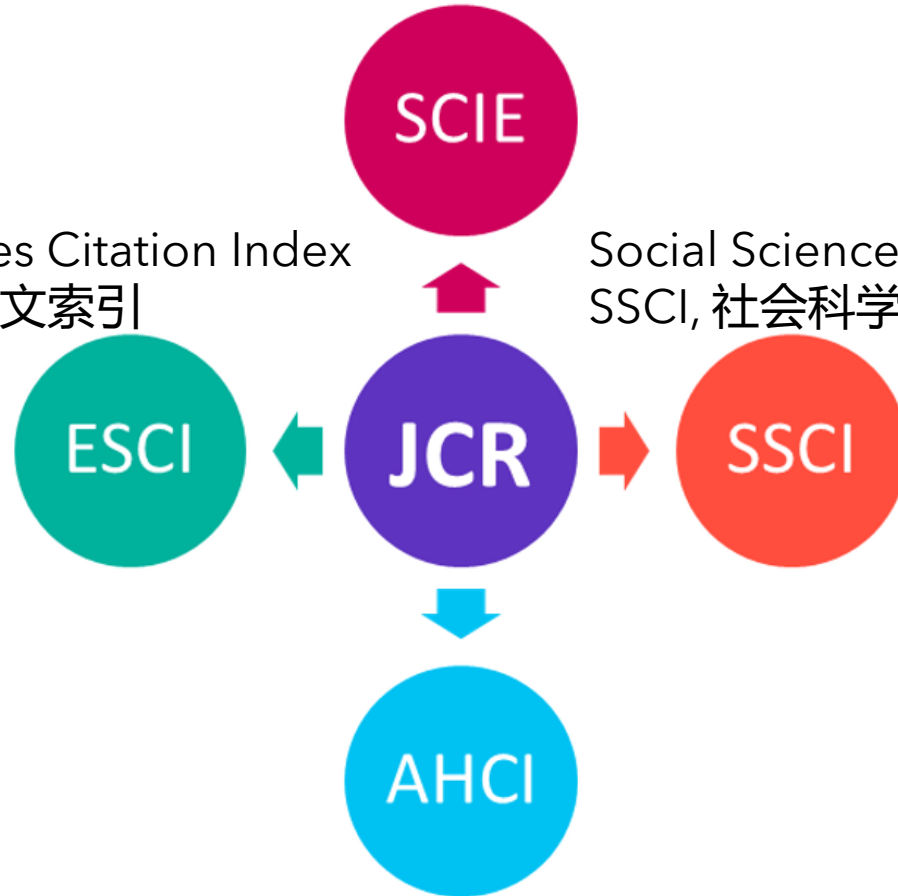 SCIE
es Citation Index
文索引
Social Science
SSCI, 社会科学
ESCI
JCR
SSCI
AHCI